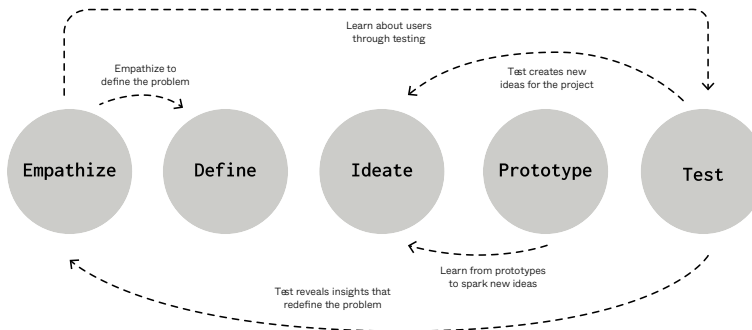 Learn about users
through testing
Empathize to
define the problem
Test creates new
ideas for the project
Empathize
Define
Ideate
Prototype
Test
Learn from prototypes
to spark new ideas
Test reveals insights that
redefine the problem